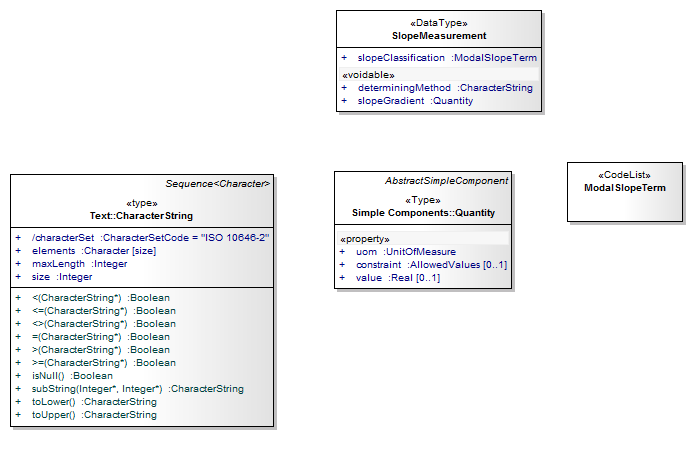 «DataType»
SlopeMeasurement
+ slopeClassification :ModalSlopeTerm
«voidable»
+ determiningMethod :CharacterString
+ slopeGradient :Quantity
Sequence<Character>
«type»
Text::CharacterString
+ /characterSet :CharacterSetCode = "ISO 10646-2"
+ elements :Character [size]
+ maxLength :Integer
+ size :Integer
+ <(CharacterString*) :Boolean
+ <=(CharacterString*) :Boolean
+ <>(CharacterString*) :Boolean
+ =(CharacterString*) :Boolean
+ >(CharacterString*) :Boolean
+ >=(CharacterString*) :Boolean
+ isNull() :Boolean
+ subString(Integer*, Integer*) :CharacterString
+ toLower() :CharacterString
+ toUpper() :CharacterString
AbstractSimpleComponent
«Type»
Simple Components::Quantity
«property»
+ uom :UnitOfMeasure
+ constraint :AllowedValues [0..1]
+ value :Real [0..1]
«CodeList»
ModalSlopeTerm